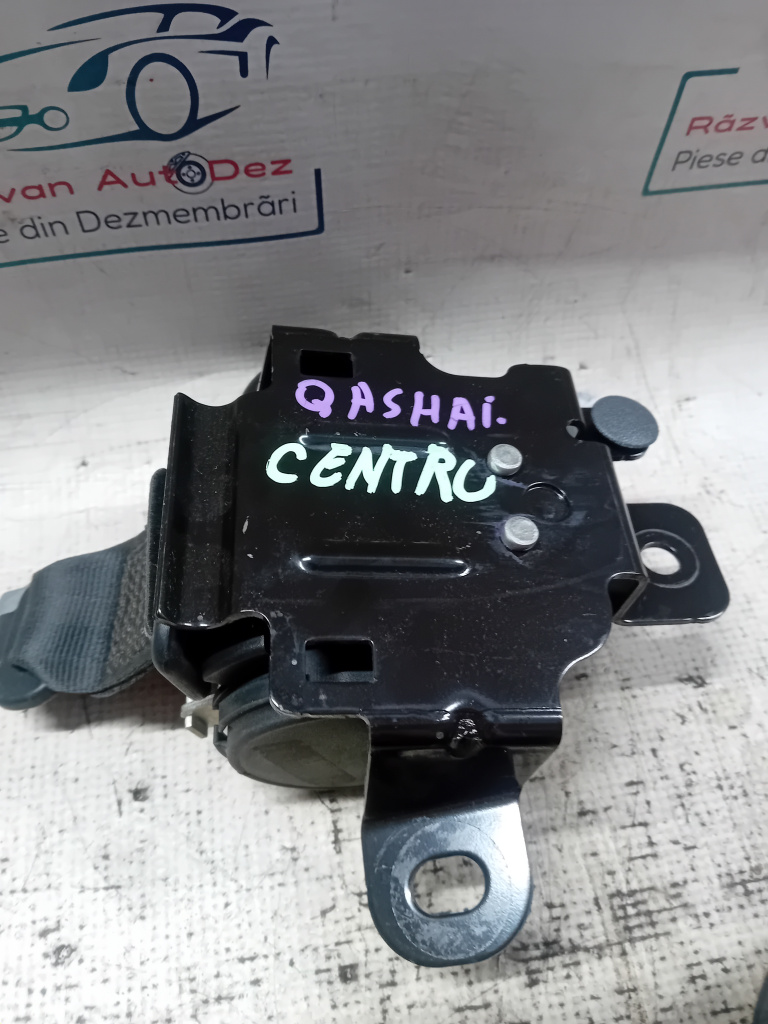 van AutoDez
e din Dezmembrări
Răzv
Piese d
QASHAI.
CENTRU